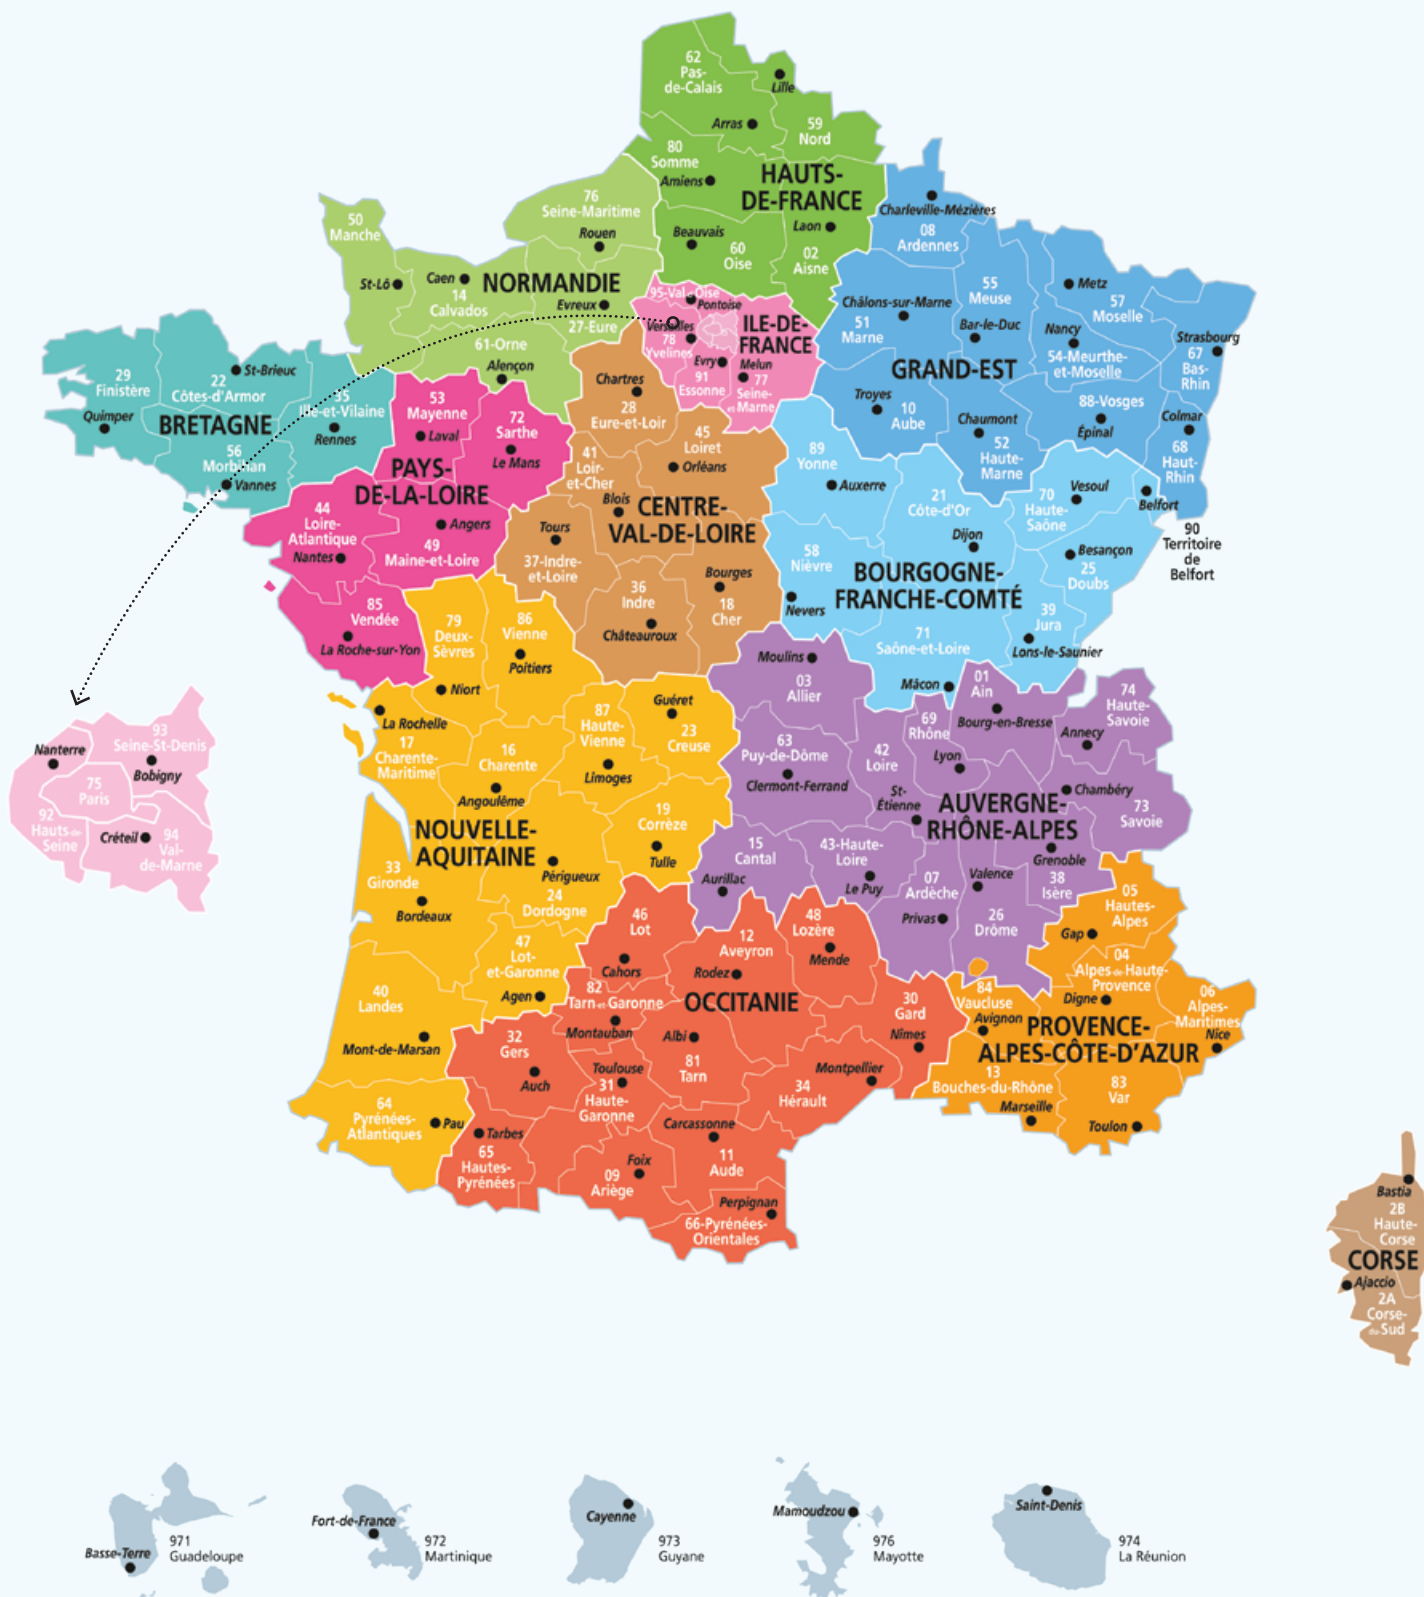 62
Pas-
de-Calais
Lille
Arras
59
Nord
80
Somme
Amiens
HAUTS-
DE-FRANCE
Beauvais
60
Oise
Laon
02
Aisne
76
Seine-Maritime
Rouen
50
Manche
St-Lô
Caen
14
Calvados
NORMANDIE
Evreux
27-Eure
61-Orne
Alençon
95-Val-d'Oise
Pontoise
Versailles
78
Yvelines
ILE-DE-
FRANCE
Evry
91
Essonne
Melun
77
Seine-
et-Marne
Charleville-Mézières
08
Ardennes
Châlons-sur-Marne
51
Marne
55
Meuse
Bar-le-Duc
Metz
57
Moselle
Nancy
54-Meurthe-
et-Moselle
Strasbourg
67
Bas-
Rhin
GRAND-EST
Troyes
10
Aube
Chaumont
52
Haute-
Marne
88-Vosges
Épinal
Colmar
68
Haut-
Rhin
29
Finistère
Quimper
22
Côtes-d'Armor
St-Brieuc
BRETAGNE
35
Ille-et-Vilaine
Rennes
56
Morbihan
Vannes
53
Mayenne
Laval
72
Sarthe
Le Mans
PAYS-
DE-LA-LOIRE
44
Loire-
Atlantique
Nantes
Angers
49
Maine-et-Loire
85
Vendée
La Roche-sur-Yon
Chartres
28
Eure-et-Loir
45
Loiret
Orléans
41
Loir-
et-Cher
Blois
CENTRE-
VAL-DE-LOIRE
Tours
37-Indre-
et-Loire
36
Indre
Châteauroux
Bourges
18
Cher
89
Yonne
Auxerre
21
Côte-d'Or
Dijon
70
Haute-
Saône
Vesoul
Belfort
90
Territoire
de
Belfort
58
Nièvre
Nevers
BOURGOGNE-
FRANCHE-COMTÉ
Besançon
25
Doubs
39
Jura
Lons-le-Saunier
71
Saône-et-Loire
Mâcon
79
Deux-
Sèvres
Niort
86
Vienne
Poitiers
La Rochelle
17
Charente-
Maritime
16
Charente
Angoulême
87
Haute-
Vienne
Limoges
Guéret
23
Creuse
19
Corrèze
Tulle
NOUVELLE-
AQUITAINE
33
Gironde
Bordeaux
Périgueux
24
Dordogne
47
Lot-
et-Garonne
Agen
40
Landes
Mont-de-Marsan
64
Pyrénées-
Atlantiques
Pau
Moulins
03
Allier
01
Ain
Bourg-en-Bresse
74
Haute-
Savoie
Annecy
63
Puy-de-Dôme
Clermont-Ferrand
42
Loire
St-
Étienne
69
Rhône
Lyon
AUVERGNE-
RHÔNE-ALPES
Chambéry
73
Savoie
15
Cantal
Aurillac
43-Haute-
Loire
Le Puy
07
Ardèche
Privas
Valence
26
Drôme
Grenoble
38
Isère
46
Lot
Cahors
12
Aveyron
Rodez
48
Lozère
Mende
82
Tarn-et-Garonne
Montauban
OCCITANIE
Albi
81
Tarn
30
Gard
Nîmes
32
Gers
Auch
Toulouse
31
Haute-
Garonne
Montpellier
34
Hérault
Tarbes
65
Hautes-
Pyrénées
Foix
09
Ariège
Carcassonne
11
Aude
Perpignan
66-Pyrénées-
Orientales
05
Hautes-
Alpes
Gap
04
Alpes-de-Haute-
Provence
Digne
06
Alpes-
Maritimes
Nice
84
Vaucluse
Avignon
PROVENCE-
ALPES-CÔTE-D'AZUR
13
Bouches-du-Rhône
Marseille
83
Var
Toulon
Bastia
2B
Haute-
Corse
CORSE
Ajaccio
2A
Corse-
du-Sud
Nanterre
93
Seine-St-Denis
Bobigny
75
Paris
92
Hauts-de-
Seine
Créteil
94
Val-
de-Marne
Basse-Terre
971
Guadeloupe
Fort-de-France
972
Martinique
Cayenne
973
Guyane
Mamoudzou
976
Mayotte
Saint-Denis
974
La Réunion